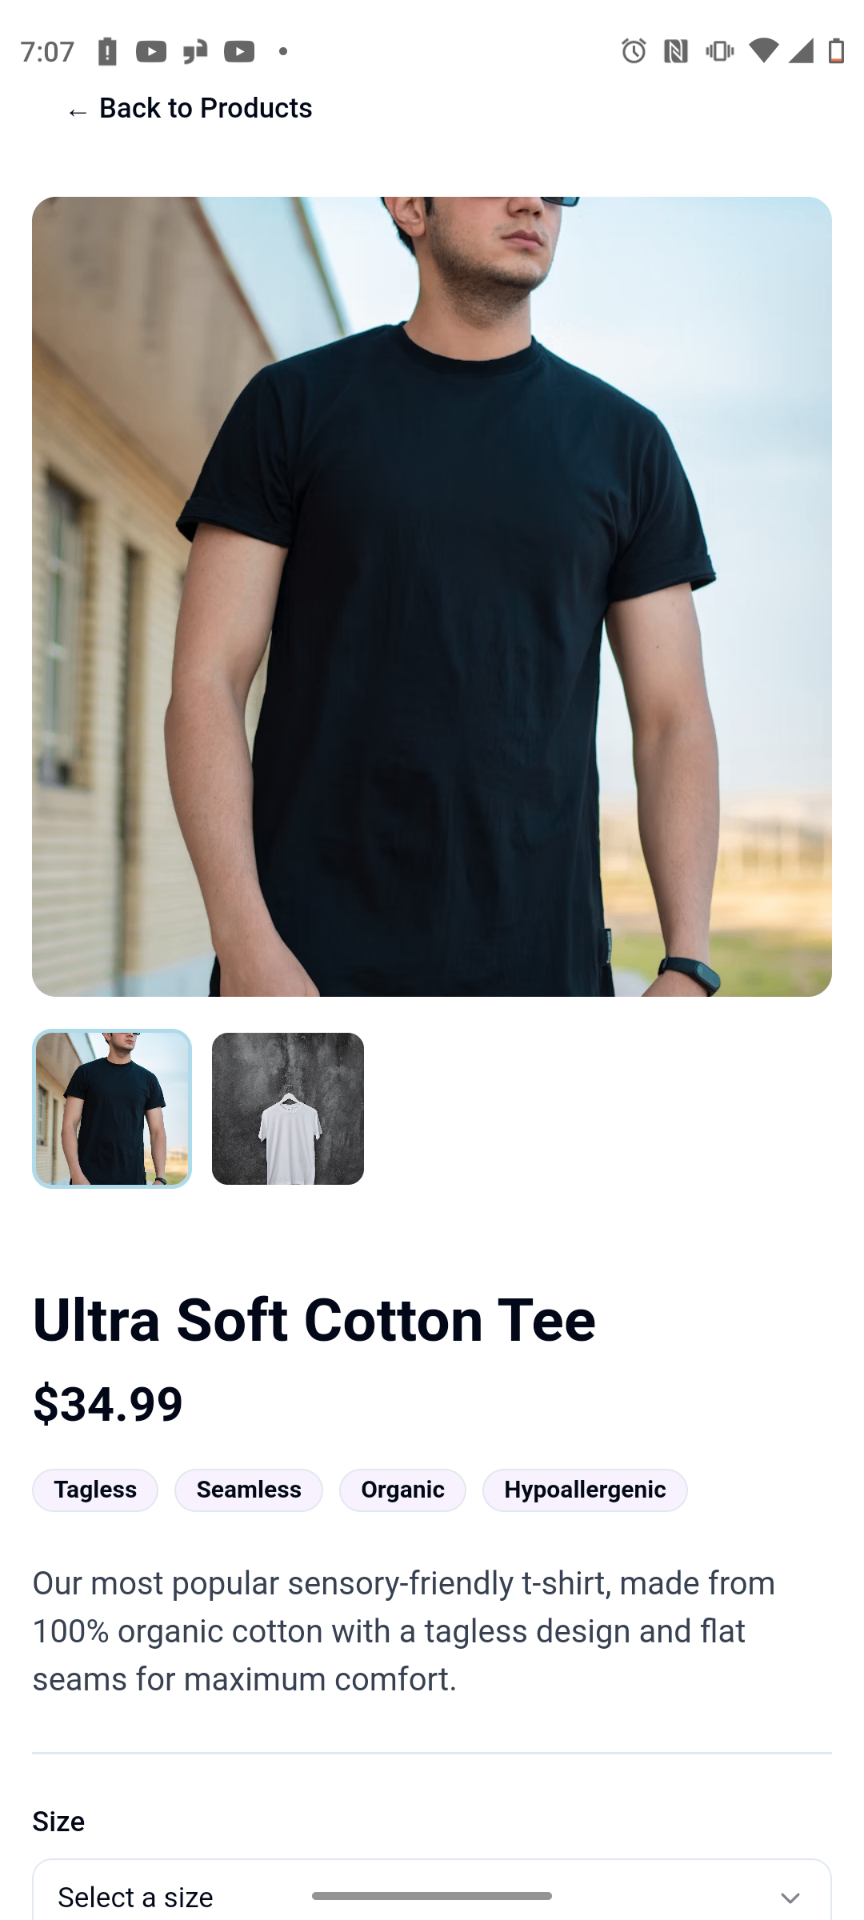 7:07
← Back to Products
Ultra Soft Cotton Tee
$34.99
Tagless Seamless Organic Hypoallergenic
Our most popular sensory-friendly t-shirt, made from
100% organic cotton with a tagless design and flat
seams for maximum comfort.
Size
Select a size